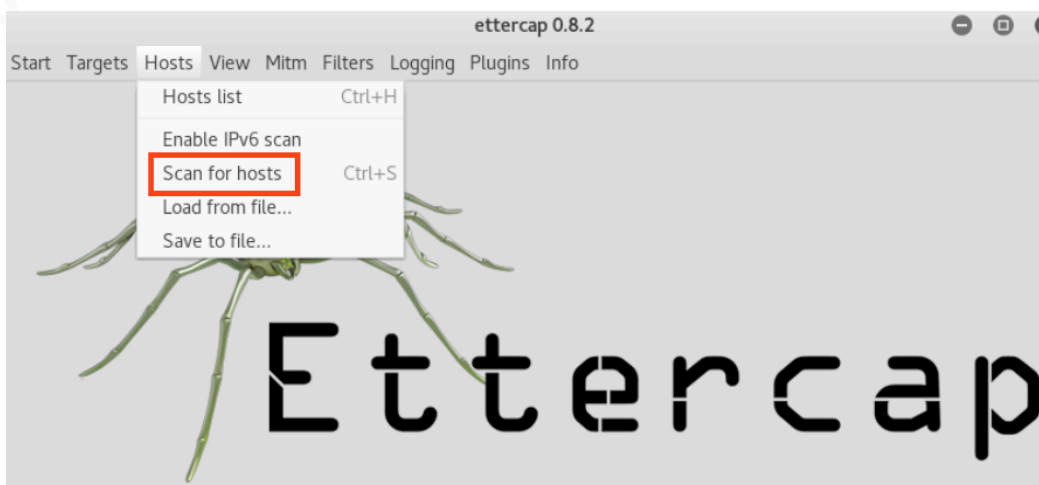 ettercap 0.8.2
Start Targets Hosts View Mitm Filters Logging Plugins Info
Hosts list Ctrl+H
Enable IPv6 scan
Scan for hosts Ctrl+S
Load from file...
Save to file...
Ettercap